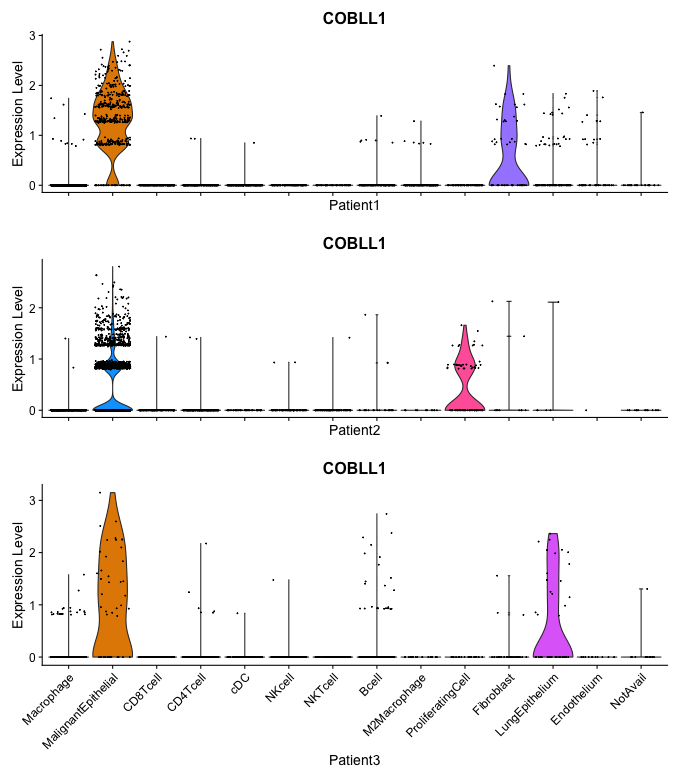 COBLL1
Expression Level
3
2
1
0
Patient1
COBLL1
Expression Level
2
1
0
Patient2
COBLL1
Expression Level
3
2
1
0
Macrophage
MalignantEpithelial
CD8Tcell
CD4Tcell
cDC
NKcell
NKTcell
Bcell
M2Macrophage
ProliferatingCell
Fibroblast
LungEpithelium
Endothelium
NotAvail
Patient3